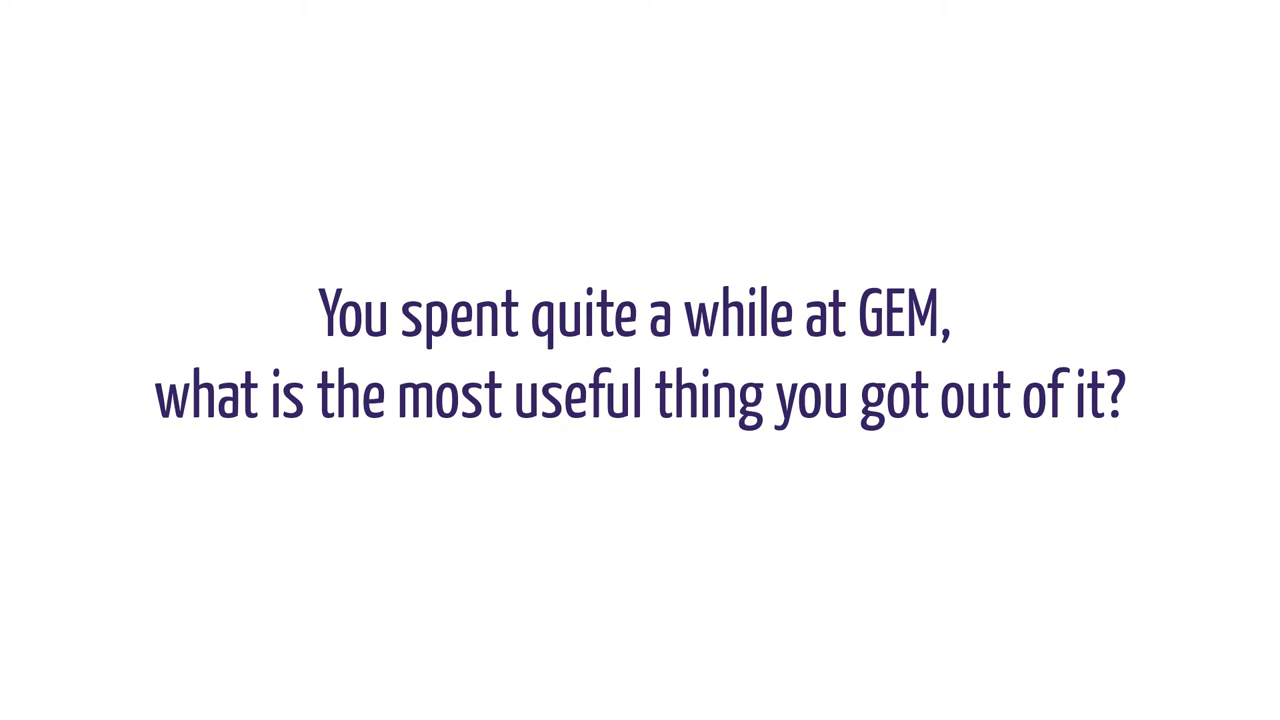 You spent quite a while at GEM,
what is the most useful thing you got out of it?